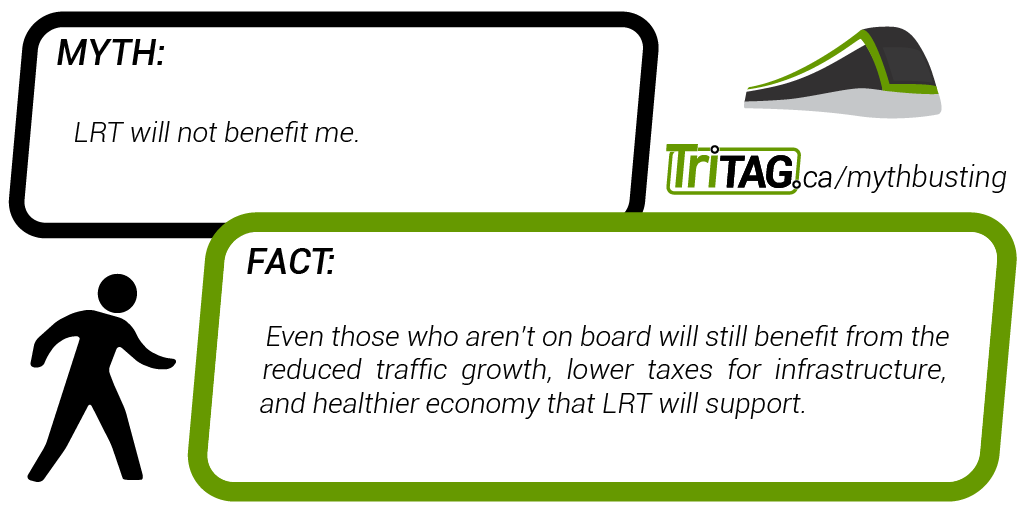 MYTH:
LRT will not benefit me.
TriTAG.ca/mythbusting
FACT:
Even those who aren't on board will still benefit from the
reduced traffic growth, lower taxes for infrastructure,
and healthier economy that LRT will support.